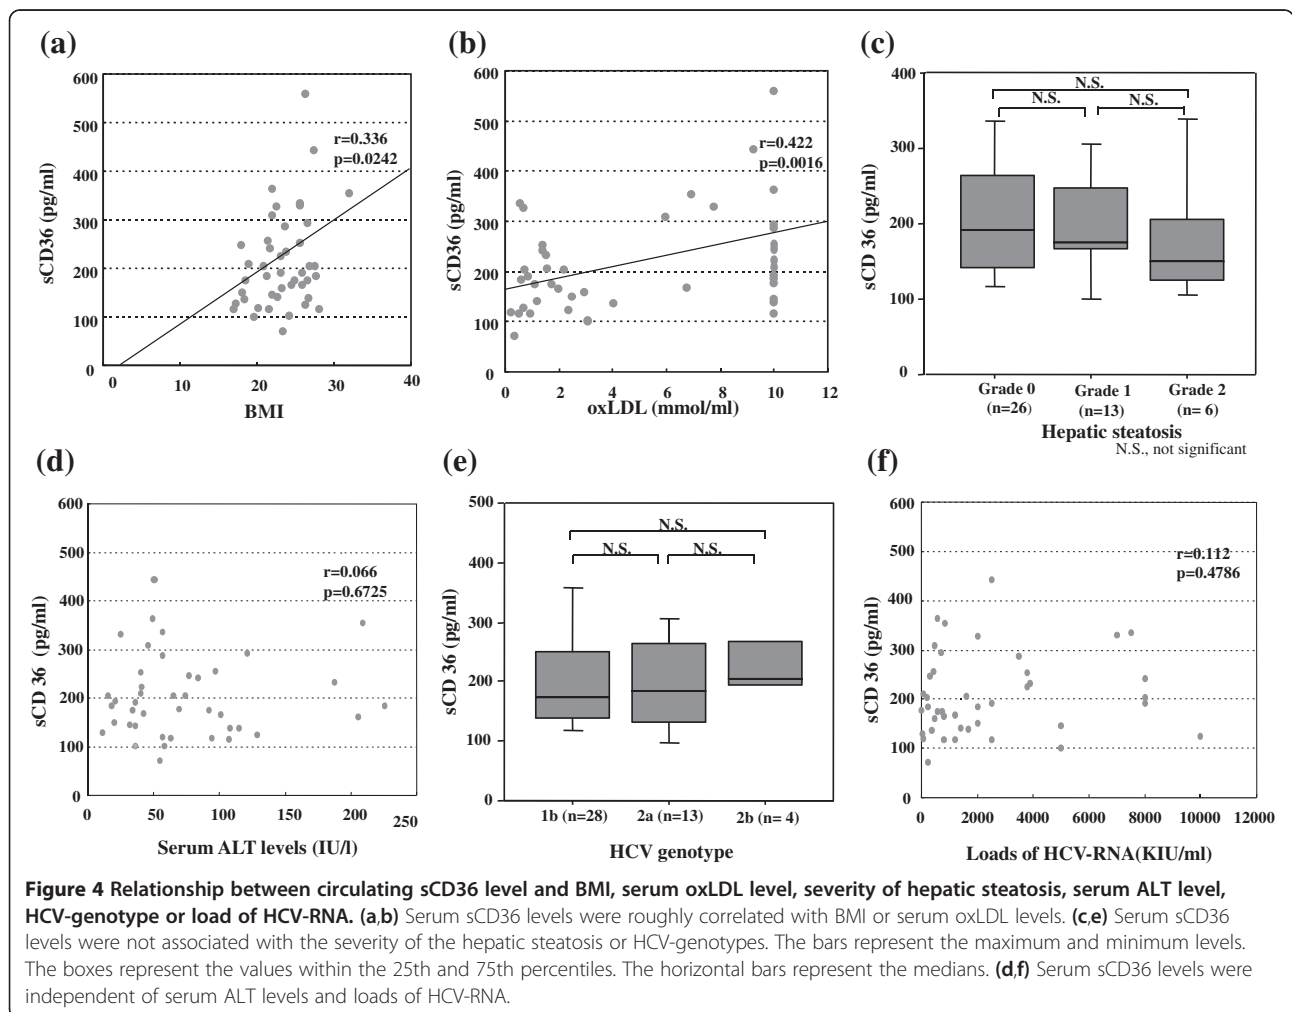 (a)
600
500
400
300
200
100
0
sCD36 (pg/ml)
r=0.336
p=0.0242
0 10 20 30 40
BMI
(b)
600
500
400
300
200
100
0
sCD36 (pg/ml)
r=0.422
p=0.0016
0 2 4 6 8 10 12
oxLDL (mmol/ml)
(c)
400
300
200
100
0
sCD 36 (pg/ml)
N.S.
N.S. N.S.
Grade 0 Grade 1 Grade 2
(n=26) (n=13) (n= 6)
Hepatic steatosis
N.S., not significant
(d)
600
500
400
300
200
100
0
sCD 36 (pg/ml)
r=0.066
p=0.6725
0 50 100 150 200 250
Serum ALT levels (IU/l)
(e)
500
400
300
200
100
0
sCD 36 (pg/ml)
N.S.
N.S. N.S.
1b (n=28) 2a (n=13) 2b (n= 4)
HCV genotype
(f)
600
500
400
300
200
100
0
sCD 36 (pg/ml)
r=0.112
p=0.4786
0 2000 4000 6000 8000 10000 12000
Loads of HCV-RNA(KIU/ml)
Figure 4 Relationship between circulating sCD36 level and BMI, serum oxLDL level, severity of hepatic steatosis, serum ALT level,
HCV-genotype or load of HCV-RNA. (a,b) Serum sCD36 levels were roughly correlated with BMI or serum oxLDL levels. (c,e) Serum sCD36
levels were not associated with the severity of the hepatic steatosis or HCV-genotypes. The bars represent the maximum and minimum levels.
The boxes represent the values within the 25th and 75th percentiles. The horizontal bars represent the medians. (d,f) Serum sCD36 levels were
independent of serum ALT levels and loads of HCV-RNA.